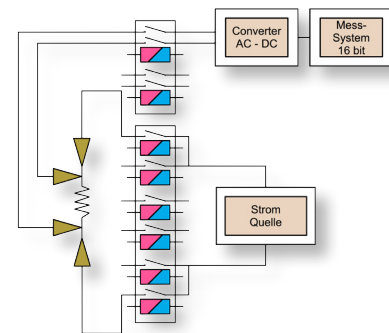 Converter
AC - DC
Mess-
System
16 bit
Strom
Quelle